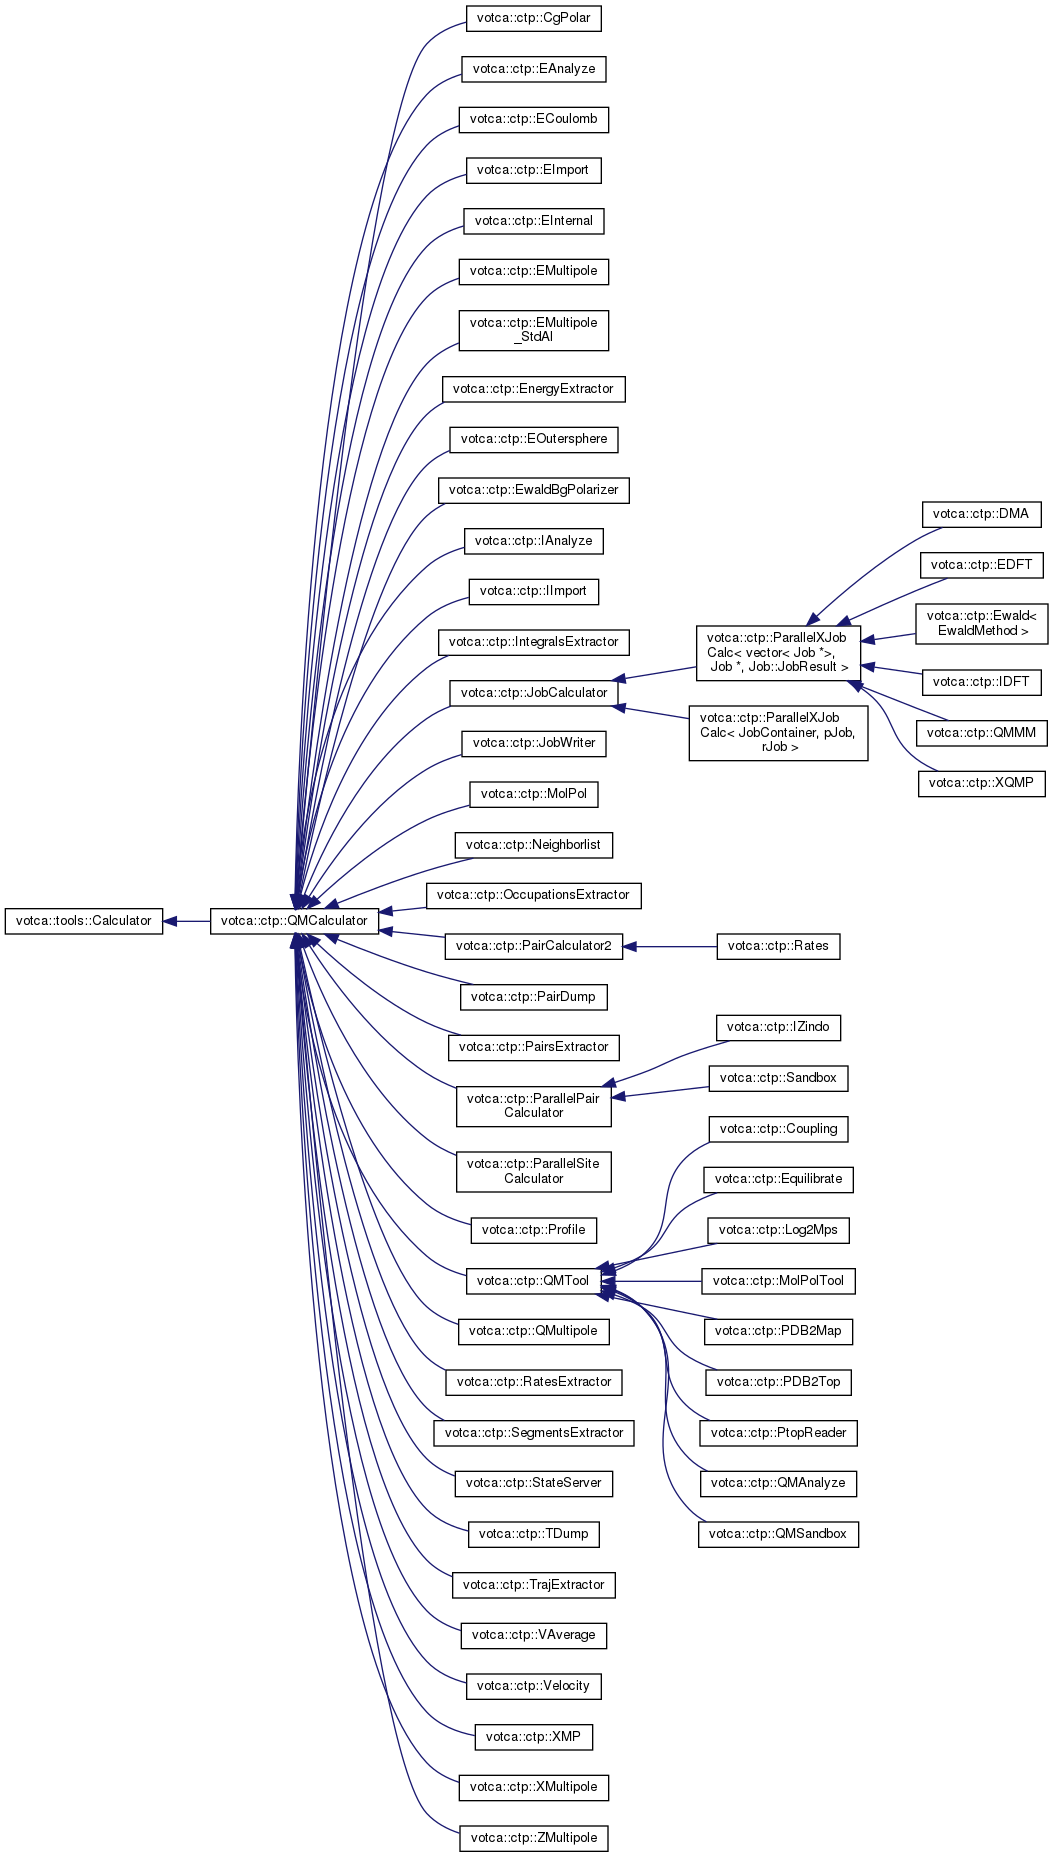 votca::tools::Calculator
votca::ctp::QMCalculator
votca::ctp::CgPolar
votca::ctp::EAnalyze
votca::ctp::ECoulomb
votca::ctp::EImport
votca::ctp::EInternal
votca::ctp::EMultipole
votca::ctp::EMultipole
_StdAl
votca::ctp::EnergyExtractor
votca::ctp::EOutersphere
votca::ctp::EwaldBgPolarizer
votca::ctp::IAnalyze
votca::ctp::IImport
votca::ctp::IntegralsExtractor
votca::ctp::JobCalculator
votca::ctp::JobWriter
votca::ctp::MolPol
votca::ctp::Neighborlist
votca::ctp::OccupationsExtractor
votca::ctp::PairCalculator2
votca::ctp::PairDump
votca::ctp::PairsExtractor
votca::ctp::ParallelPair
Calculator
votca::ctp::ParallelSite
Calculator
votca::ctp::Profile
votca::ctp::QMTool
votca::ctp::QMultipole
votca::ctp::RatesExtractor
votca::ctp::SegmentsExtractor
votca::ctp::StateServer
votca::ctp::TDump
votca::ctp::TrajExtractor
votca::ctp::VAverage
votca::ctp::Velocity
votca::ctp::XMP
votca::ctp::XMultipole
votca::ctp::ZMultipole
votca::ctp::ParallelXJob
Calc< vector< Job *>,
Job *, Job::JobResult >
votca::ctp::ParallelXJob
Calc< JobContainer, pJob,
rJob >
votca::ctp::Rates
votca::ctp::IZindo
votca::ctp::Sandbox
votca::ctp::Coupling
votca::ctp::Equilibrate
votca::ctp::Log2Mps
votca::ctp::MolPolTool
votca::ctp::PDB2Map
votca::ctp::PDB2Top
votca::ctp::PtopReader
votca::ctp::QMAnalyze
votca::ctp::QMSandbox
votca::ctp::DMA
votca::ctp::EDFT
votca::ctp::Ewald<
EwaldMethod >
votca::ctp::IDFT
votca::ctp::QMMM
votca::ctp::XQMP